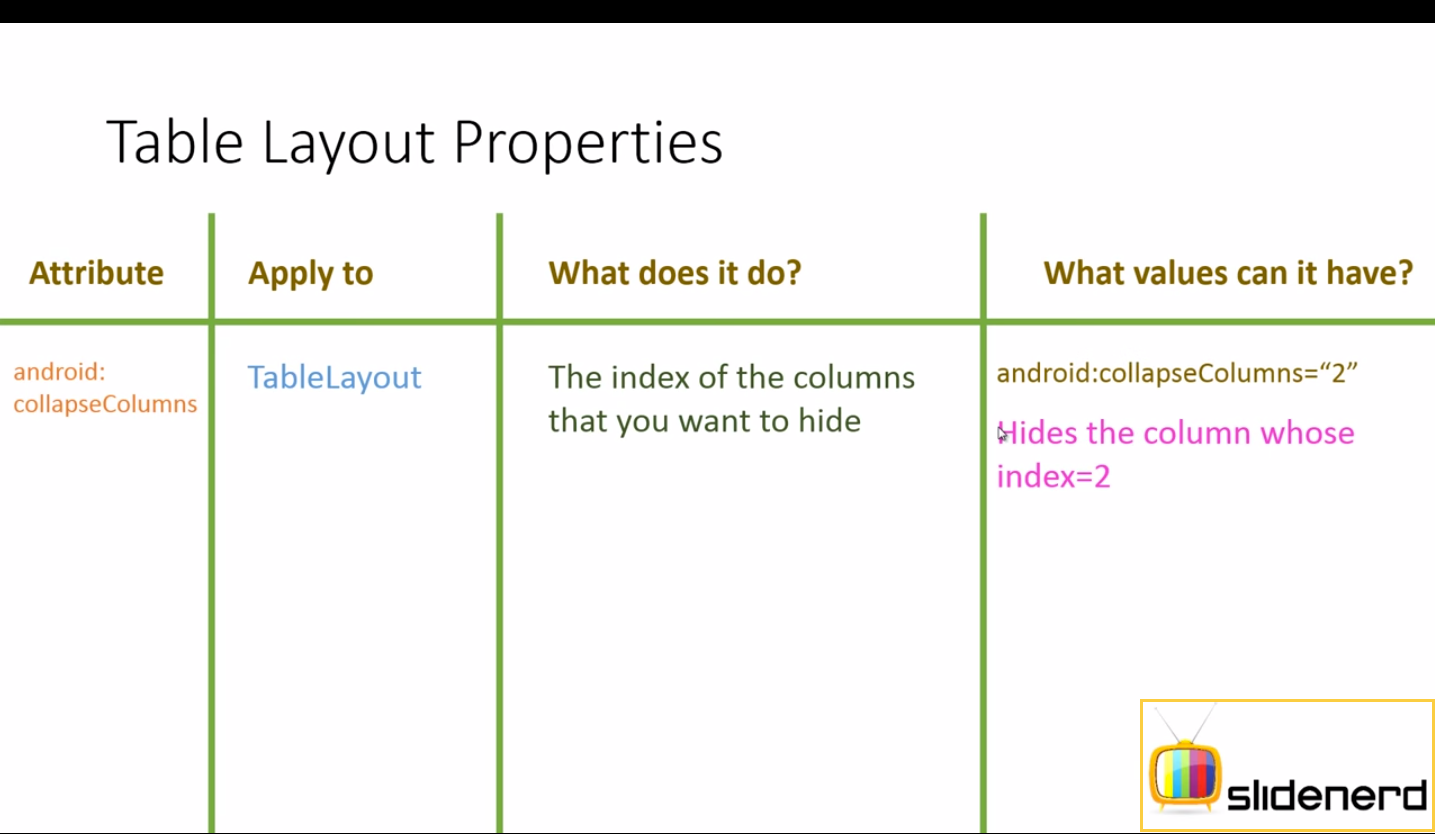 Table Layout Properties
Attribute
Apply to
What does it do?
What values can it have?
android:
collapseColumns
TableLayout
The index of the columns
that you want to hide
android:collapseColumns=“2”
Hides the column whose
index=2
slidenerd